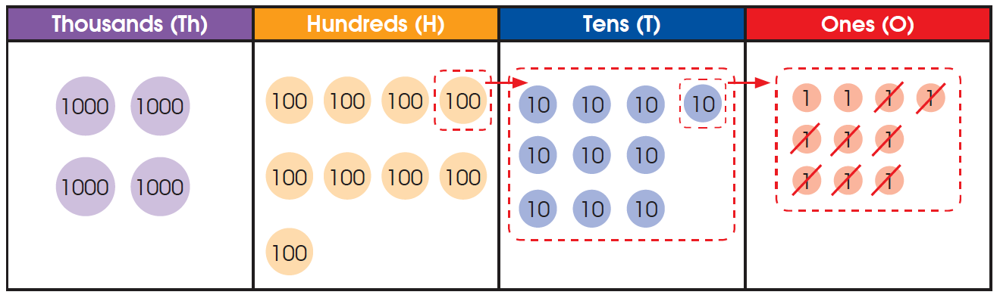 Thousands (Th) Hundreds (H) Tens (T) Ones (O)
1000 1000 100 100 100 100 10 10 10 10 1 1 1 1
10 10 10 1 1 1
1000 1000 100 100 100 100 10 10 10 1 1 1
100